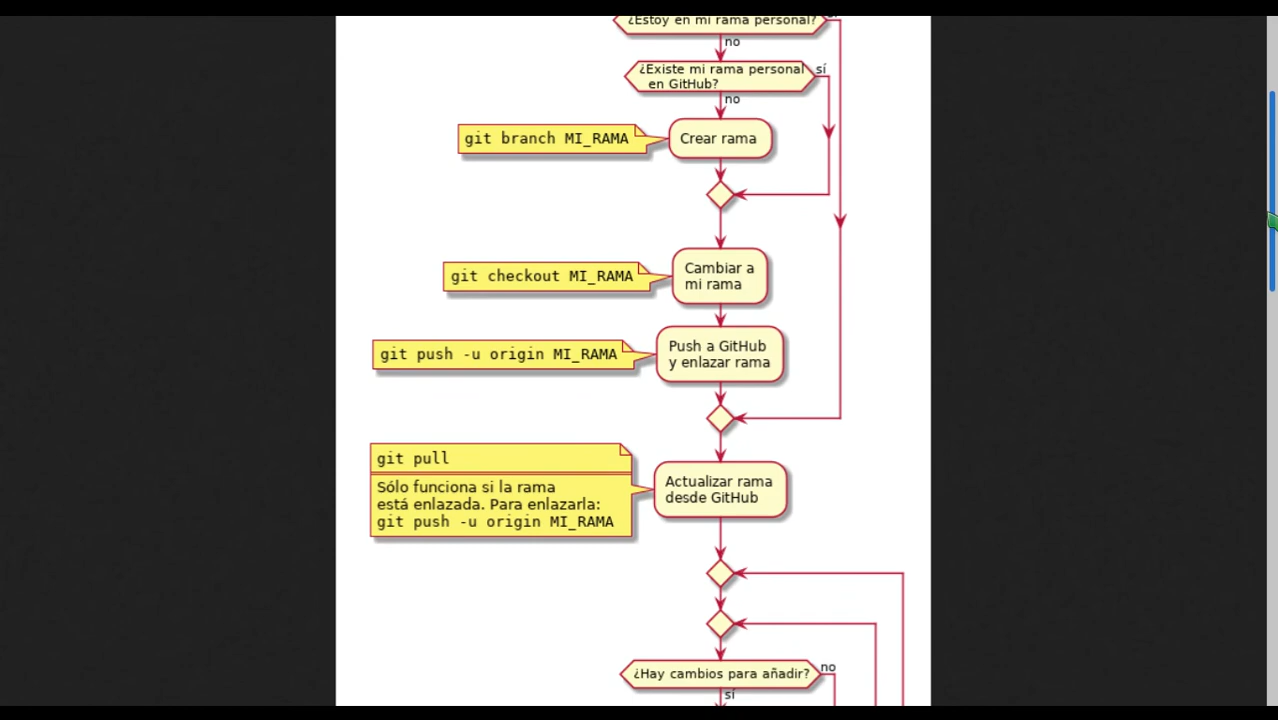 ¿Estoy en mi rama personal?
no
¿Existe mi rama personal
en GitHub?
sí
no
git branch MI_RAMA
Crear rama
git checkout MI_RAMA
Cambiar a
mi rama
git push -u origin MI_RAMA
Push a GitHub
y enlazar rama
git pull
Sólo funciona si la rama
está enlazada. Para enlazarla:
git push -u origin MI_RAMA
Actualizar rama
desde GitHub
¿Hay cambios para añadir?
no
sí